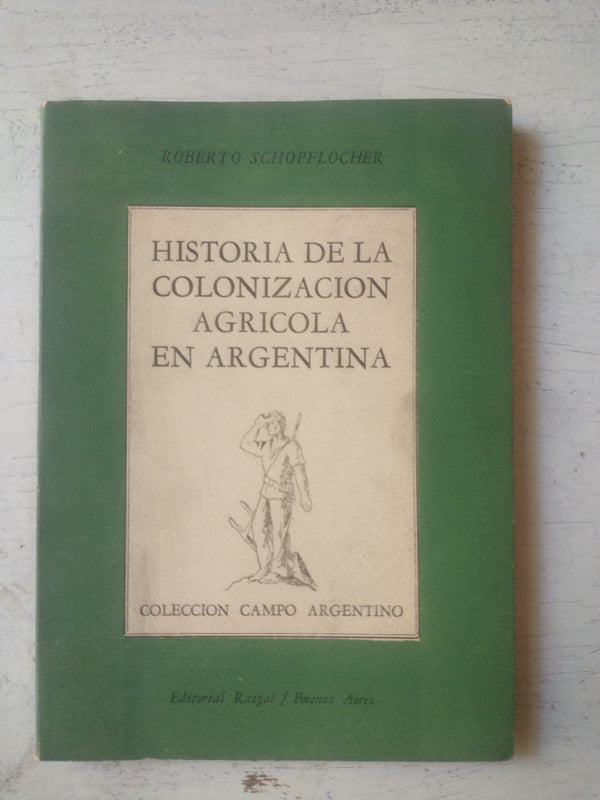 ROBERTO SCHOPFLOCHER
HISTORIA DE LA
COLONIZACION
AGRICOLA
EN ARGENTINA
COLECCION CAMPO ARGENTINO
Editorial Raigal / Buenos Aires